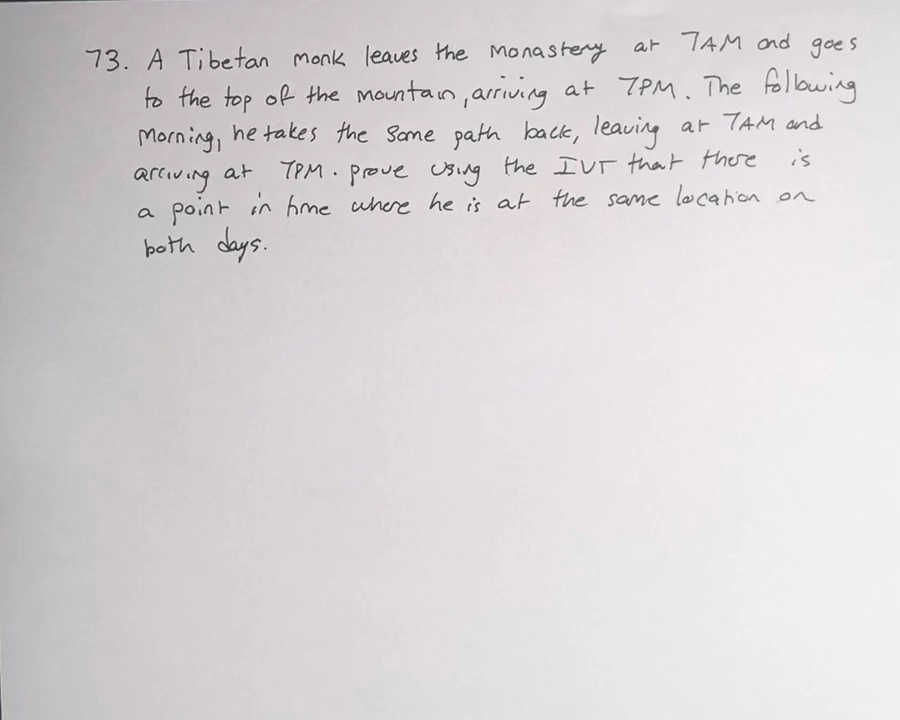 73. A Tibetan monk leaves the monastery at 7AM and goes
to the top of the mountain, arriving at 7PM. The following
morning, he takes the same path back, leaving at 7AM and
arriving at 7PM. prove using the IVT that there is
a point in time where he is at the same location on
both days.